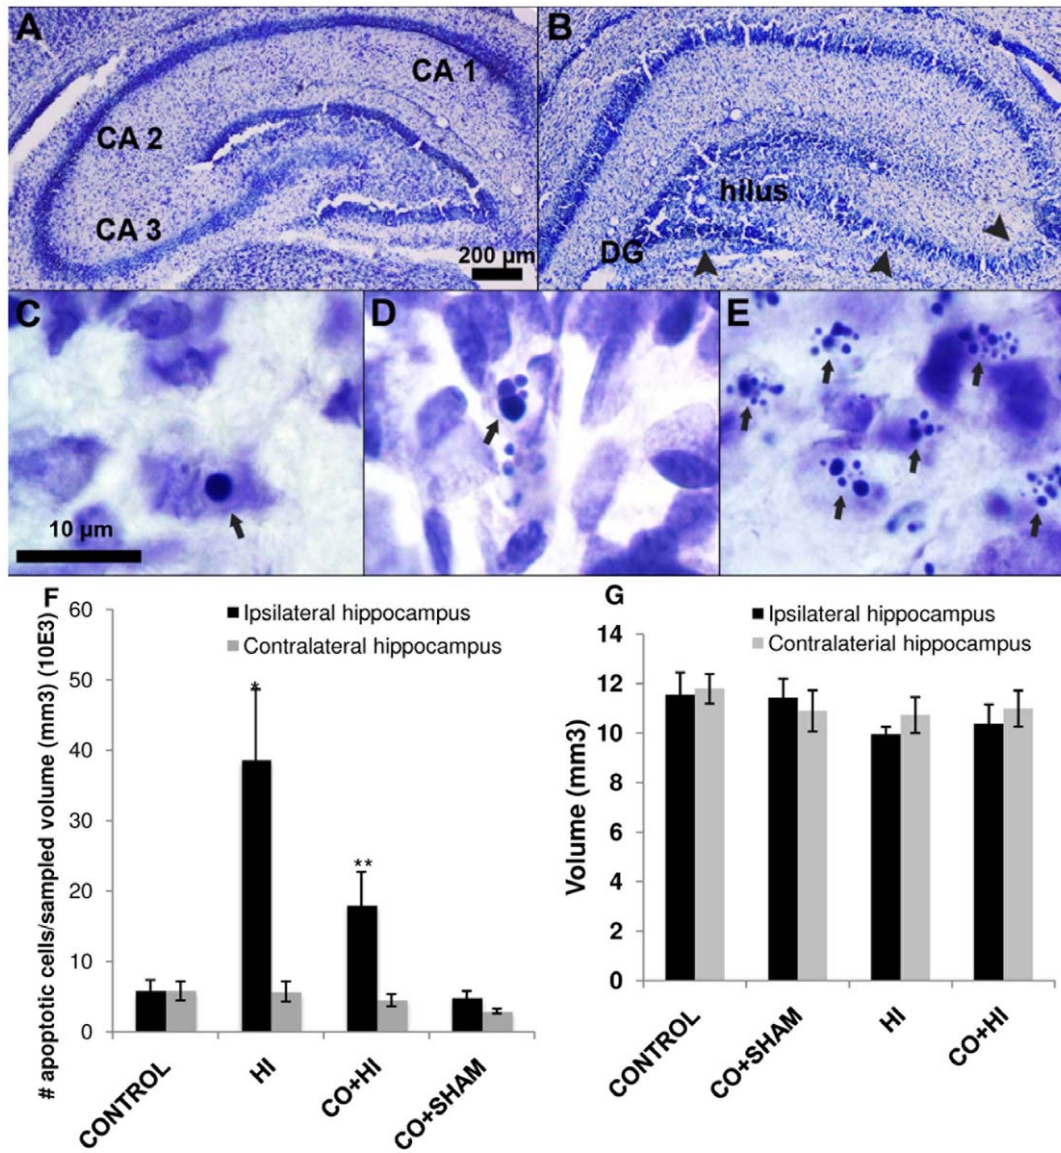 A
CA 1
CA 2
CA 3
200 µm
B
hilus
DG
C
10 µm
D
E
F
Ipsilateral hippocampus
Contralateral hippocampus
# apoptotic cells/sampled volume (mm3) (10E3)
60
50
40
30
20
10
0
*
**
CONTROL
HI
CO+HI
CO+SHAM
G
Ipsilateral hippocampus
Contralaterial hippocampus
Volume (mm3)
14
12
11
10
8
6
4
2
0
CONTROL
CO+SHAM
HI
CO+HI